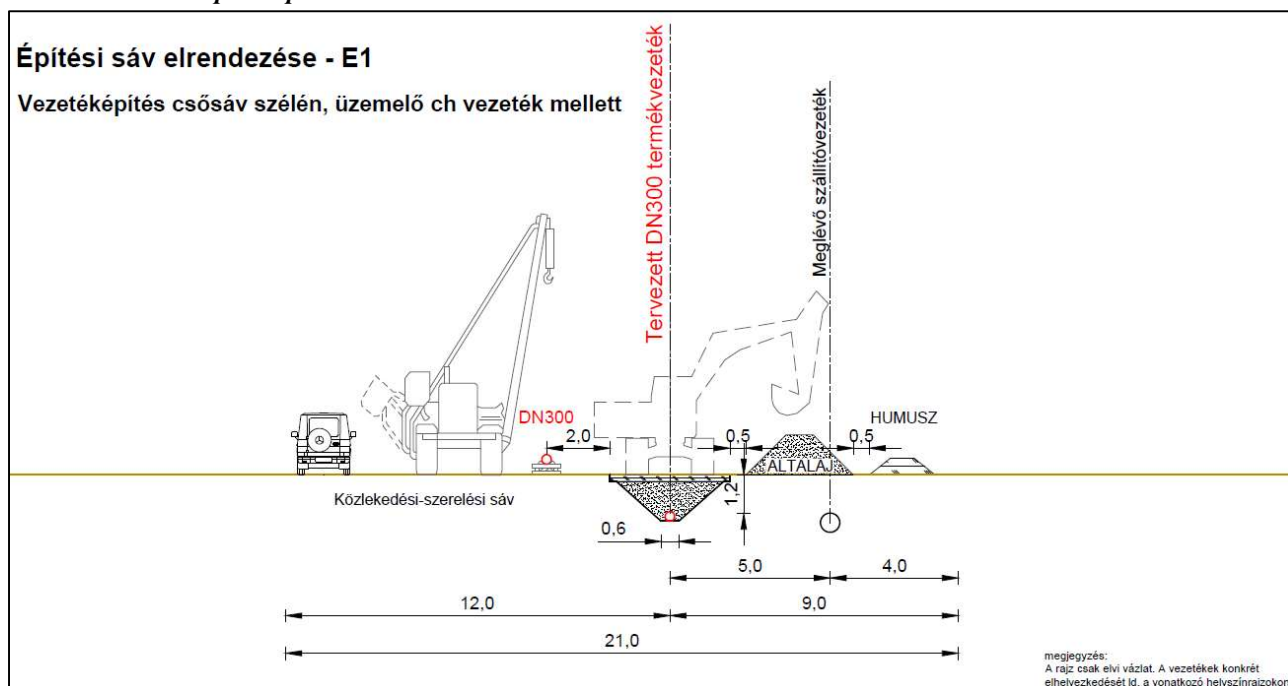 Építési sáv elrendezése - E1
Vezetéképítés csősáv szélén, üzemelő ch vezeték mellett
Tervezett DN300 termékvezeték
Meglévő szállítóvezeték
DN300
HUMUSZ
2,0
0,5
0,5
ALTALAJ
Közlekedési-szerelési sáv
1,2
0,6
5,0
4,0
12,0
9,0
21,0
megjegyzés:
A rajz csak elvi vázlat. A vezetékek konkrét
elhelyezkedését ld. a vonatkozó helyszínrajzokon